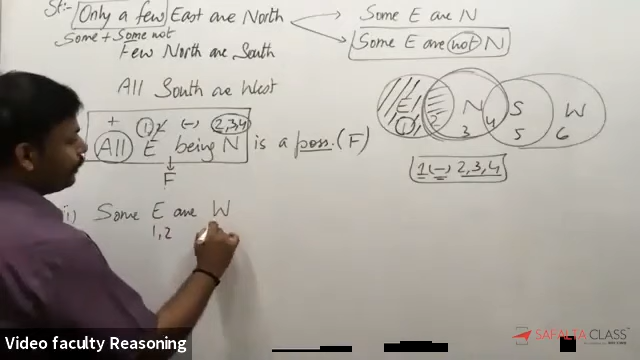 St:- Only a few East are North
Some + Some not
Few North are South
All South are West
Some E are N
Some E are not N
+ 1 2 (-) 2,3,4
All E being N is a poss. (F)
F
Some E are W
1,2
E N S W
1 2 3 4 5 6
1 (-) 2,3,4
SAFALTA CLASS
Video faculty Reasoning